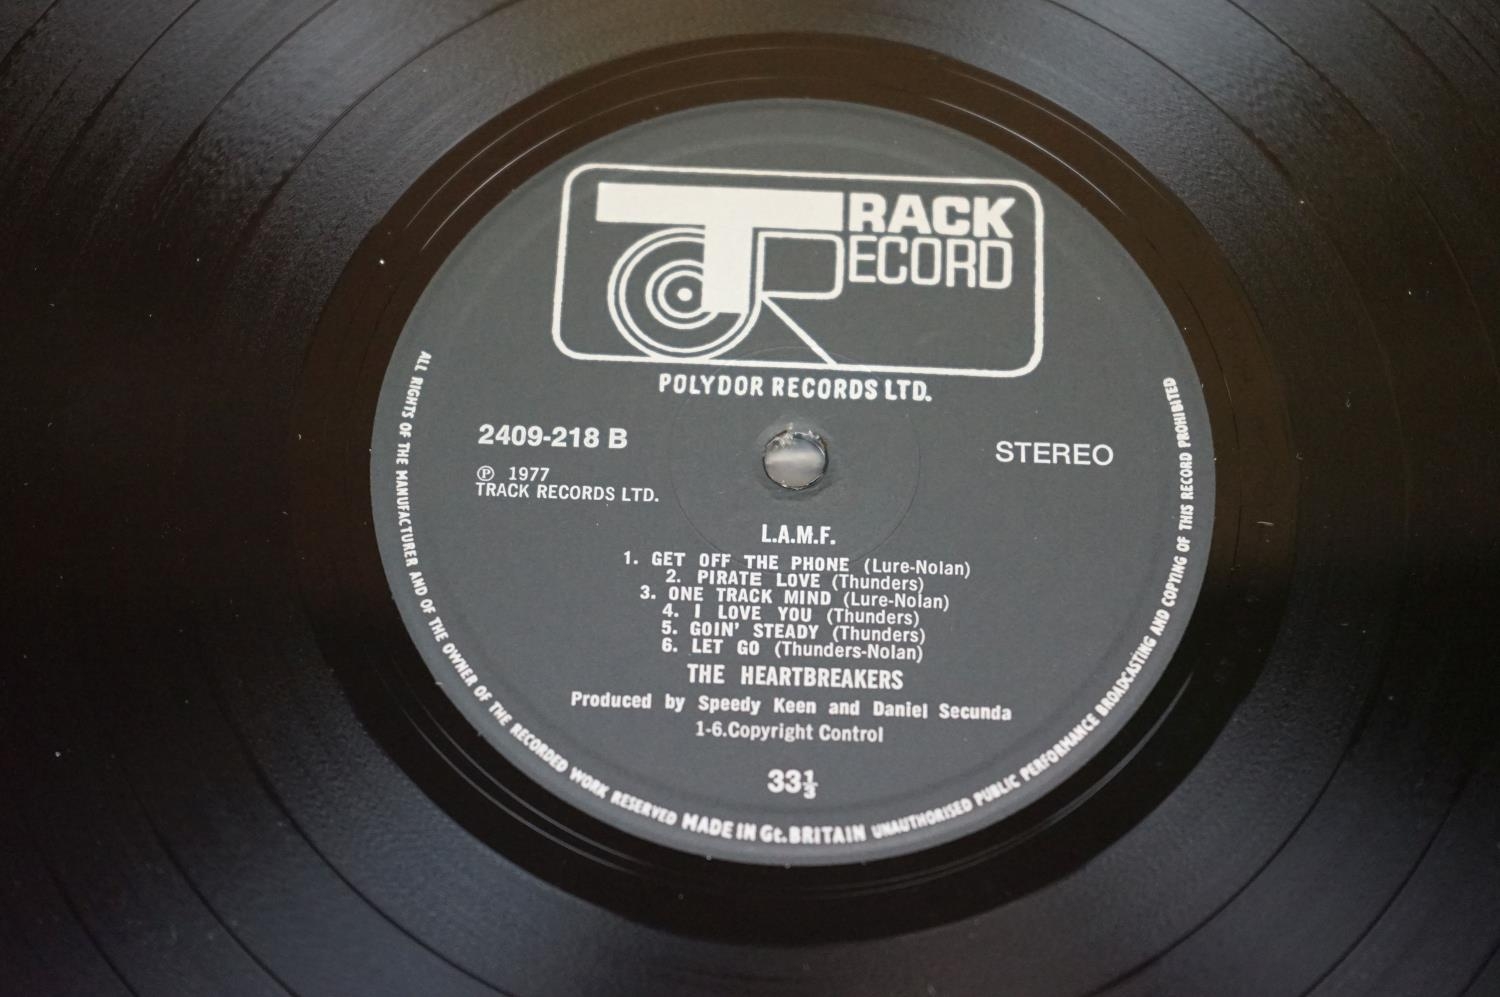 TRACK
RECORD
POLYDOR RECORDS LTD.
2409-218 B
STEREO
Ⓟ 1977
TRACK RECORDS LTD.
L.A.M.F.
1. GET OFF THE PHONE (Lure-Nolan)
2. PIRATE LOVE (Thunders)
3. ONE TRACK MIND (Lure-Nolan)
4. I LOVE YOU (Thunders)
5. GOIN' STEADY (Thunders)
6. LET GO (Thunders-Nolan)
THE HEARTBREAKERS
Produced by Speedy Keen and Daniel Secunda
1-6.Copyright Control
33⅓
ALL RIGHTS OF THE MANUFACTURER AND OF THE OWNER OF THE RECORDED WORK RESERVED MADE IN Gt. BRITAIN UNAUTHORISED PUBLIC PERFORMANCE BROADCASTING AND COPYING OF THIS RECORD PROHIBITED